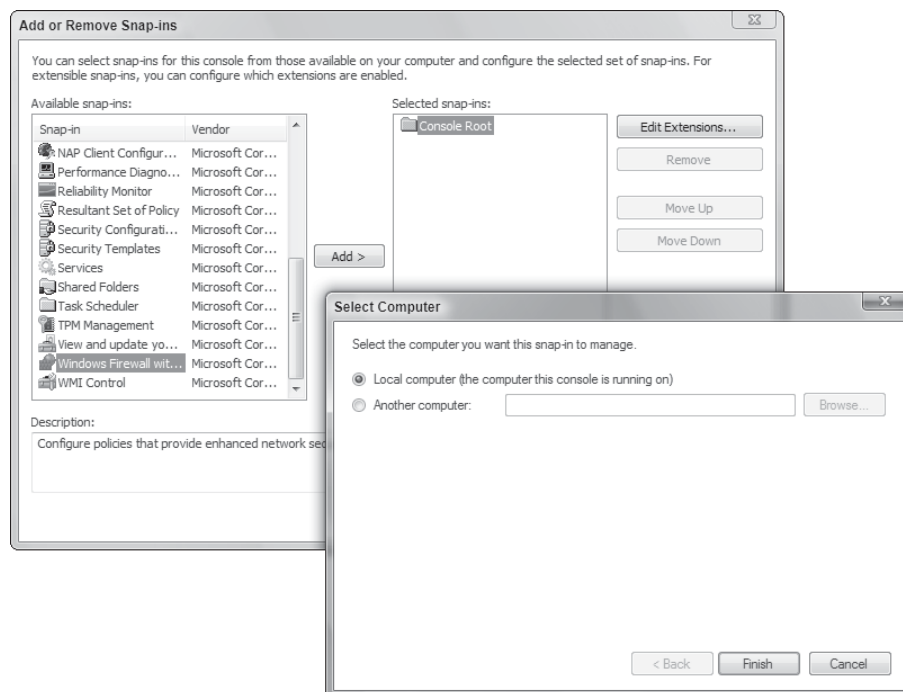 Add or Remove Snap-ins
You can select snap-ins for this console from those available on your computer and configure the selected set of snap-ins. For
extensible snap-ins, you can configure which extensions are enabled.
Available snap-ins:
Snap-in Vendor
NAP Client Configur... Microsoft Cor...
Performance Diagno... Microsoft Cor...
Reliability Monitor Microsoft Cor...
Resultant Set of Policy Microsoft Cor...
Security Configurati... Microsoft Cor...
Security Templates Microsoft Cor...
Services Microsoft Cor...
Shared Folders Microsoft Cor...
Task Scheduler Microsoft Cor...
TPM Management Microsoft Cor...
View and update yo... Microsoft Cor...
Windows Firewall wit... Microsoft Cor...
WMI Control Microsoft Cor...
Add >
Selected snap-ins:
Console Root
Edit Extensions...
Remove
Move Up
Move Down
Description:
Configure policies that provide enhanced network sec
Select Computer
Select the computer you want this snap-in to manage.
Local computer (the computer this console is running on)
Another computer:
Browse...
< Back
Finish
Cancel